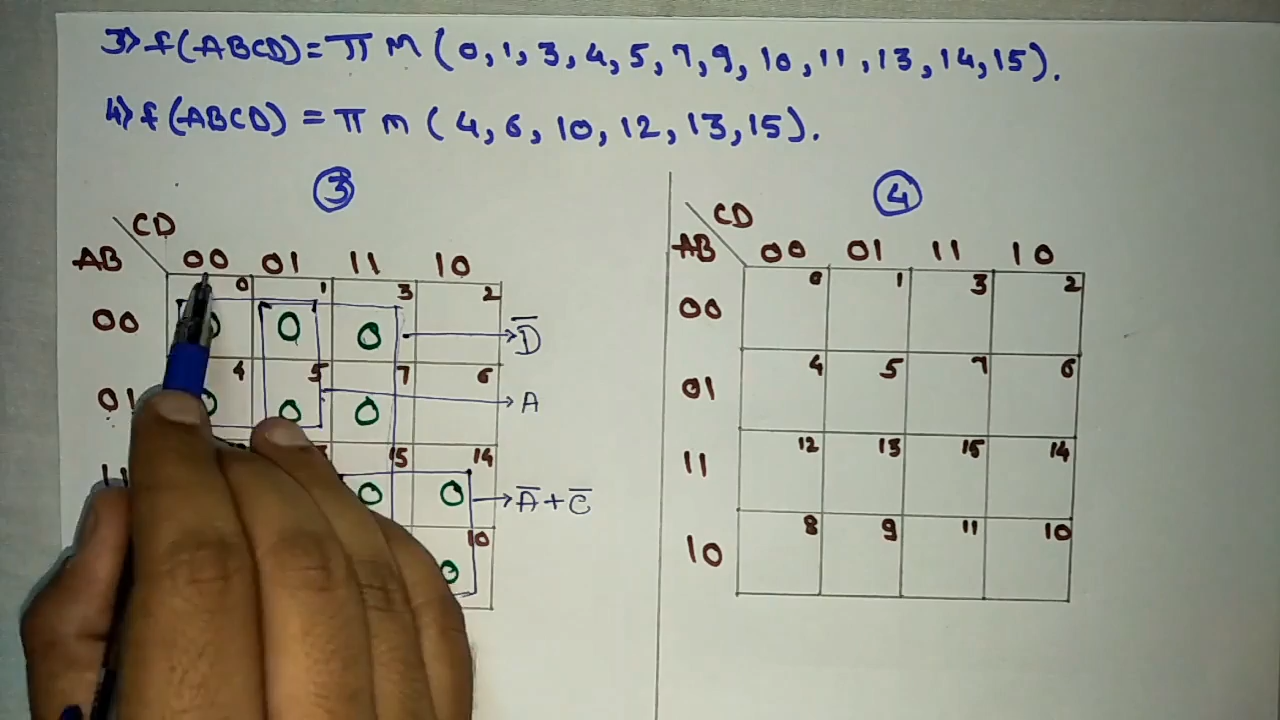 3) f(ABCD) = π M (0, 1, 3, 4, 5, 7, 9, 10, 11, 13, 14, 15).
4) f(ABCD) = π m (4, 6, 10, 12, 13, 15).
③ ④
CD
AB 00 01 11 10
00 0 1 3 2
0 0 → D̅
01 4 5 7 6
0 0 0 → A
11 15 14
0 0 → A̅ + C̅
10
0
CD
AB 00 01 11 10
00 0 1 3 2
01 4 5 7 6
11 12 13 15 14
10 8 9 11 10